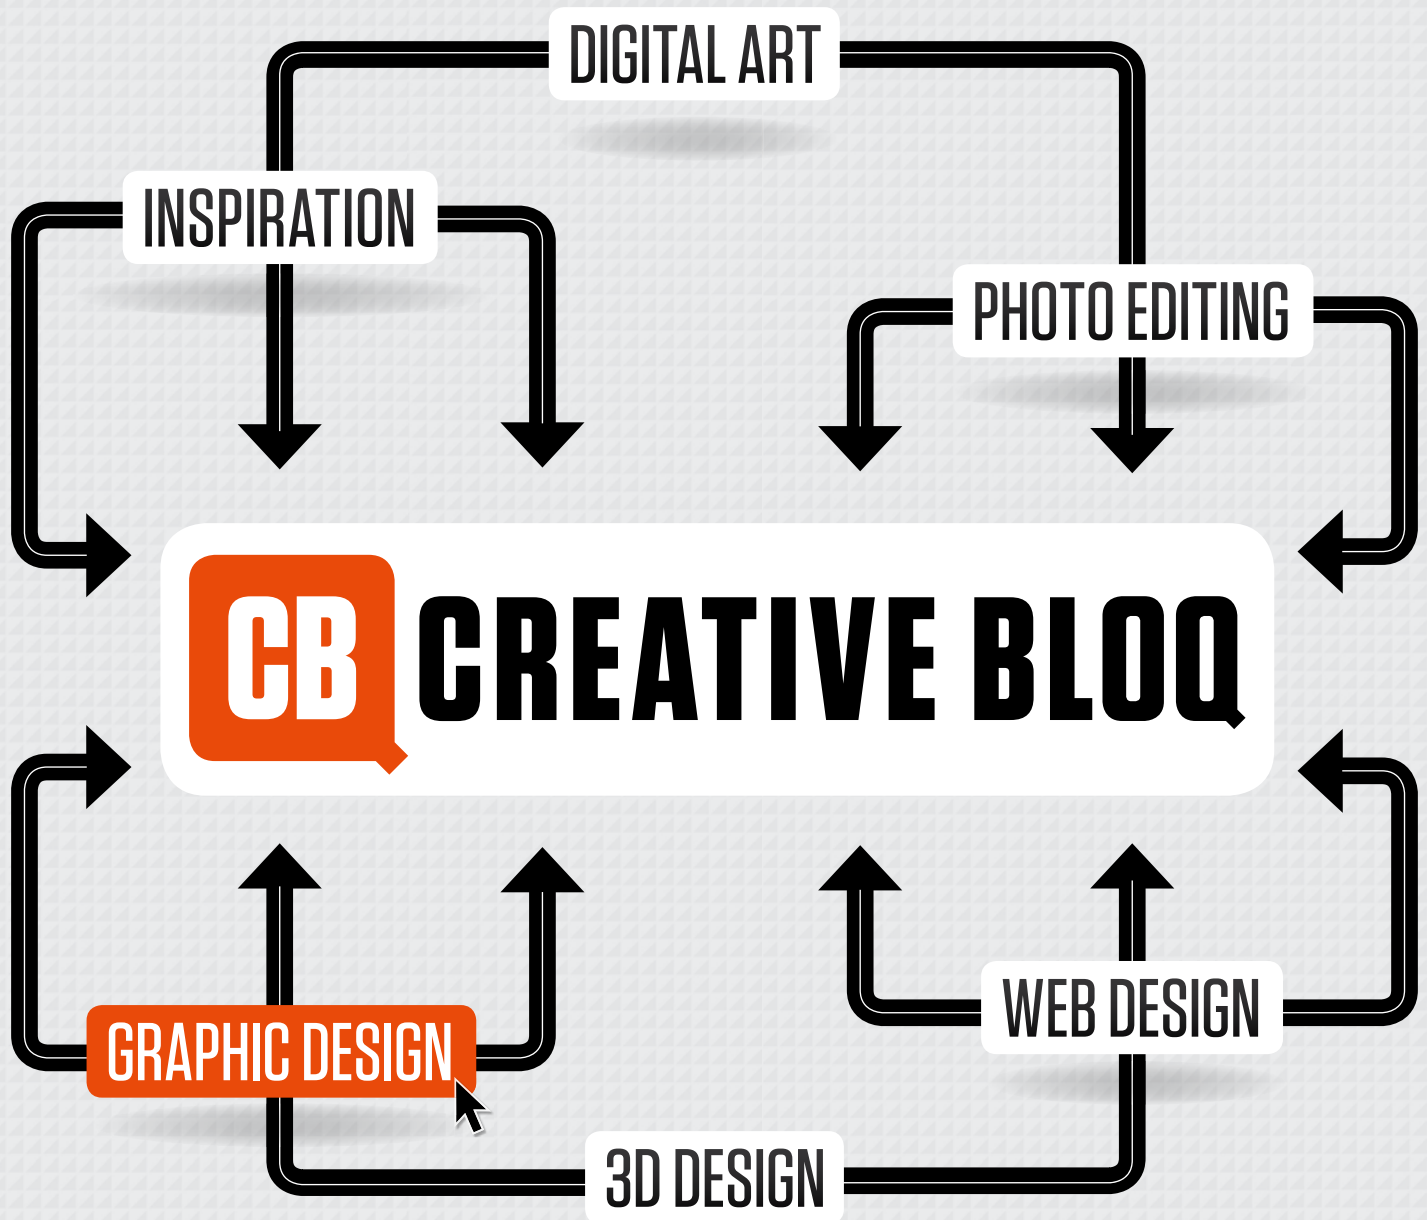 DIGITAL ART
INSPIRATION
PHOTO EDITING
CB CREATIVE BLOQ
GRAPHIC DESIGN
WEB DESIGN
3D DESIGN